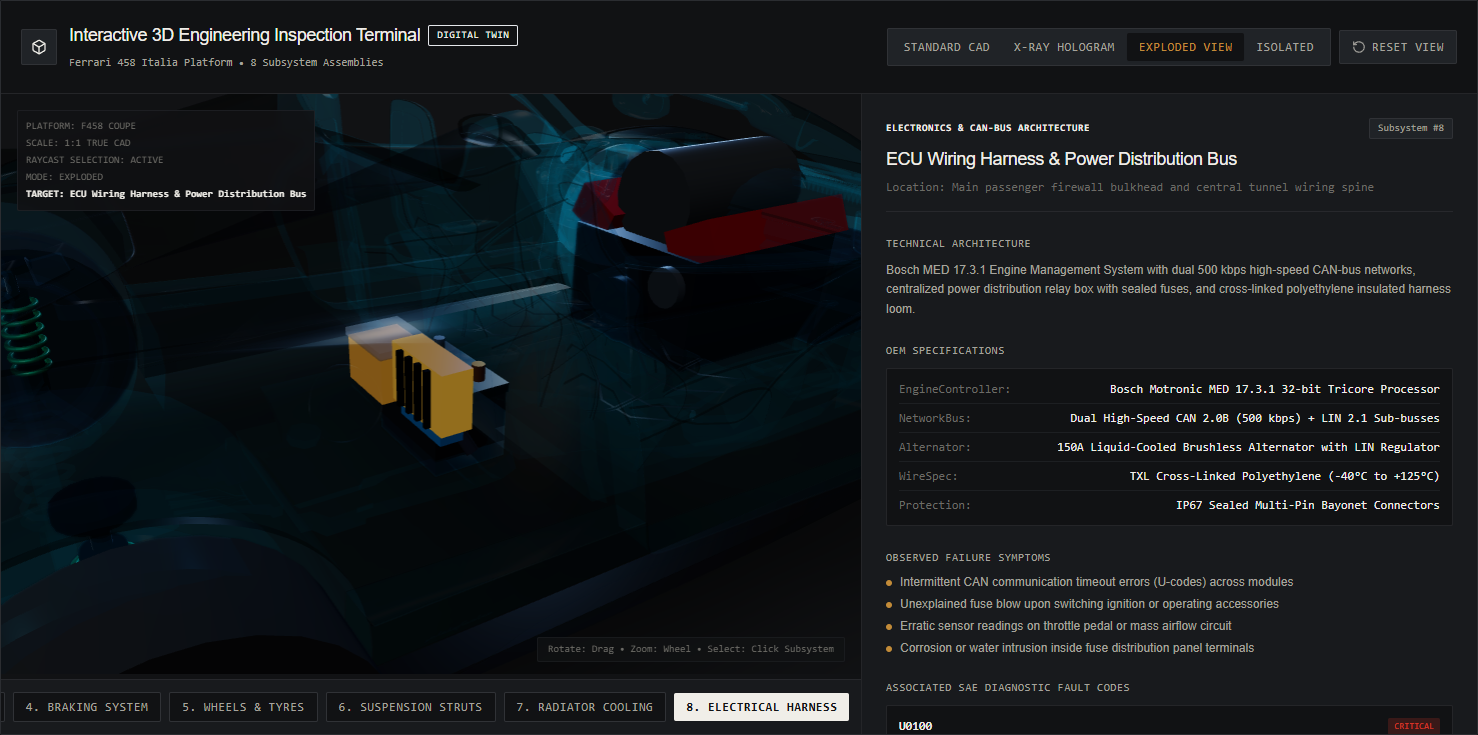 Interactive 3D Engineering Inspection Terminal DIGITAL TWIN
Ferrari 458 Italia Platform • 8 Subsystem Assemblies
STANDARD CAD X-RAY HOLOGRAM EXPLODED VIEW ISOLATED RESET VIEW
PLATFORM: F458 COUPE
SCALE: 1:1 TRUE CAD
RAYCAST SELECTION: ACTIVE
MODE: EXPLODED
TARGET: ECU Wiring Harness & Power Distribution Bus
Rotate: Drag • Zoom: Wheel • Select: Click Subsystem
4. BRAKING SYSTEM 5. WHEELS & TYRES 6. SUSPENSION STRUTS 7. RADIATOR COOLING 8. ELECTRICAL HARNESS
ELECTRONICS & CAN-BUS ARCHITECTURE Subsystem #8
ECU Wiring Harness & Power Distribution Bus
Location: Main passenger firewall bulkhead and central tunnel wiring spine
TECHNICAL ARCHITECTURE
Bosch MED 17.3.1 Engine Management System with dual 500 kbps high-speed CAN-bus networks,
centralized power distribution relay box with sealed fuses, and cross-linked polyethylene insulated harness
loom.
OEM SPECIFICATIONS
EngineController: Bosch Motronic MED 17.3.1 32-bit Tricore Processor
NetworkBus: Dual High-Speed CAN 2.0B (500 kbps) + LIN 2.1 Sub-busses
Alternator: 150A Liquid-Cooled Brushless Alternator with LIN Regulator
WireSpec: TXL Cross-Linked Polyethylene (-40°C to +125°C)
Protection: IP67 Sealed Multi-Pin Bayonet Connectors
OBSERVED FAILURE SYMPTOMS
• Intermittent CAN communication timeout errors (U-codes) across modules
• Unexplained fuse blow upon switching ignition or operating accessories
• Erratic sensor readings on throttle pedal or mass airflow circuit
• Corrosion or water intrusion inside fuse distribution panel terminals
ASSOCIATED SAE DIAGNOSTIC FAULT CODES
U0100 CRITICAL